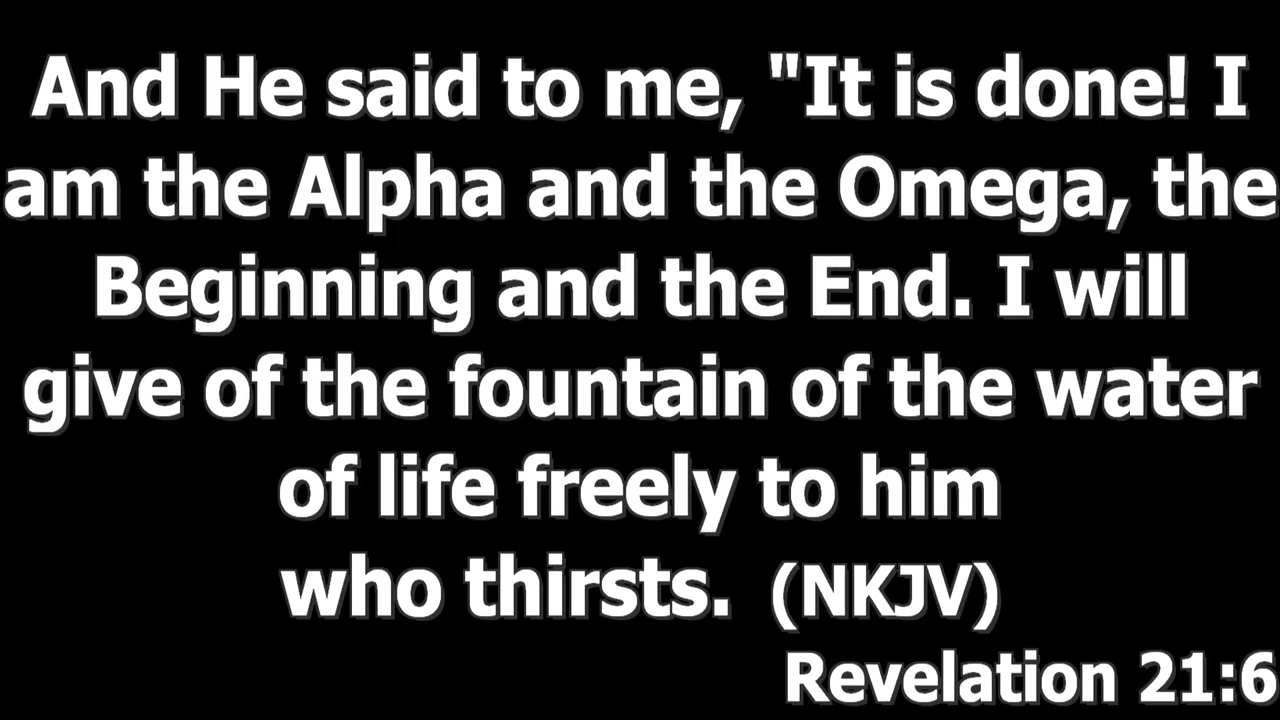 And He said to me, "It is done! I
am the Alpha and the Omega, the
Beginning and the End. I will
give of the fountain of the water
of life freely to him
who thirsts. (NKJV)
Revelation 21:6